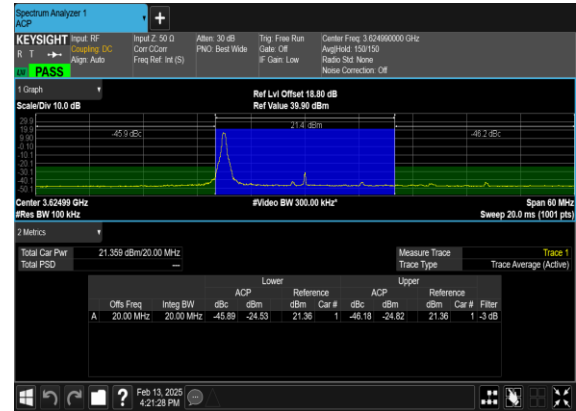 Spectrum Analyzer 1
ACP
KEYSIGHT Input: RF Input Z: 50 Ω Atten: 30 dB Trig: Free Run Center Freq: 3.624990000 GHz
R T Coupling: DC Corr CCorr PNO: Best Wide Gate: Off Avg|Hold: 150/150
Align: Auto Freq Ref: Int (S) IF Gain: Low Radio Std: None
PASS Noise Correction: Off
1 Graph Ref Lvl Offset 18.80 dB
Scale/Div 10.0 dB Ref Value 39.90 dBm
29.9 21.4 dBm
19.9 -45.9 dBc -46.2 dBc
9.90
-0.10
-10.1
-20.1
-30.1
-40.1
-50.1
Center 3.62499 GHz #Video BW 300.00 kHz* Span 60 MHz
#Res BW 100 kHz Sweep 20.0 ms (1001 pts)
2 Metrics
Total Car Pwr 21.359 dBm/20.00 MHz Measure Trace Trace 1
Total PSD --- Trace Type Trace Average (Active)
Lower Upper
ACP Reference ACP Reference
Offs Freq Integ BW dBc dBm dBm Car # dBc dBm dBm Car # Filter
A 20.00 MHz 20.00 MHz -45.89 -24.53 21.36 1 -46.18 -24.82 21.36 1 -3 dB
Feb 13, 2025
4:21:28 PM